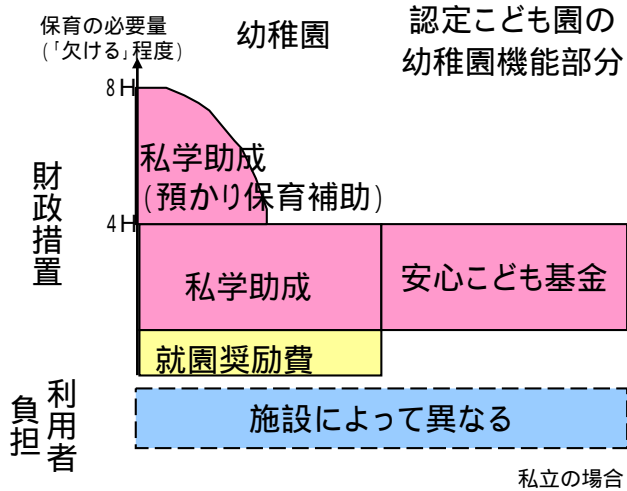 保育の必要量
(「欠ける」程度)
幼稚園
認定こども園の
幼稚園機能部分
8H
私学助成
(預かり保育補助)
財政措置
4H
私学助成
安心こども基金
就園奨励費
利用者
負担
施設によって異なる
私立の場合